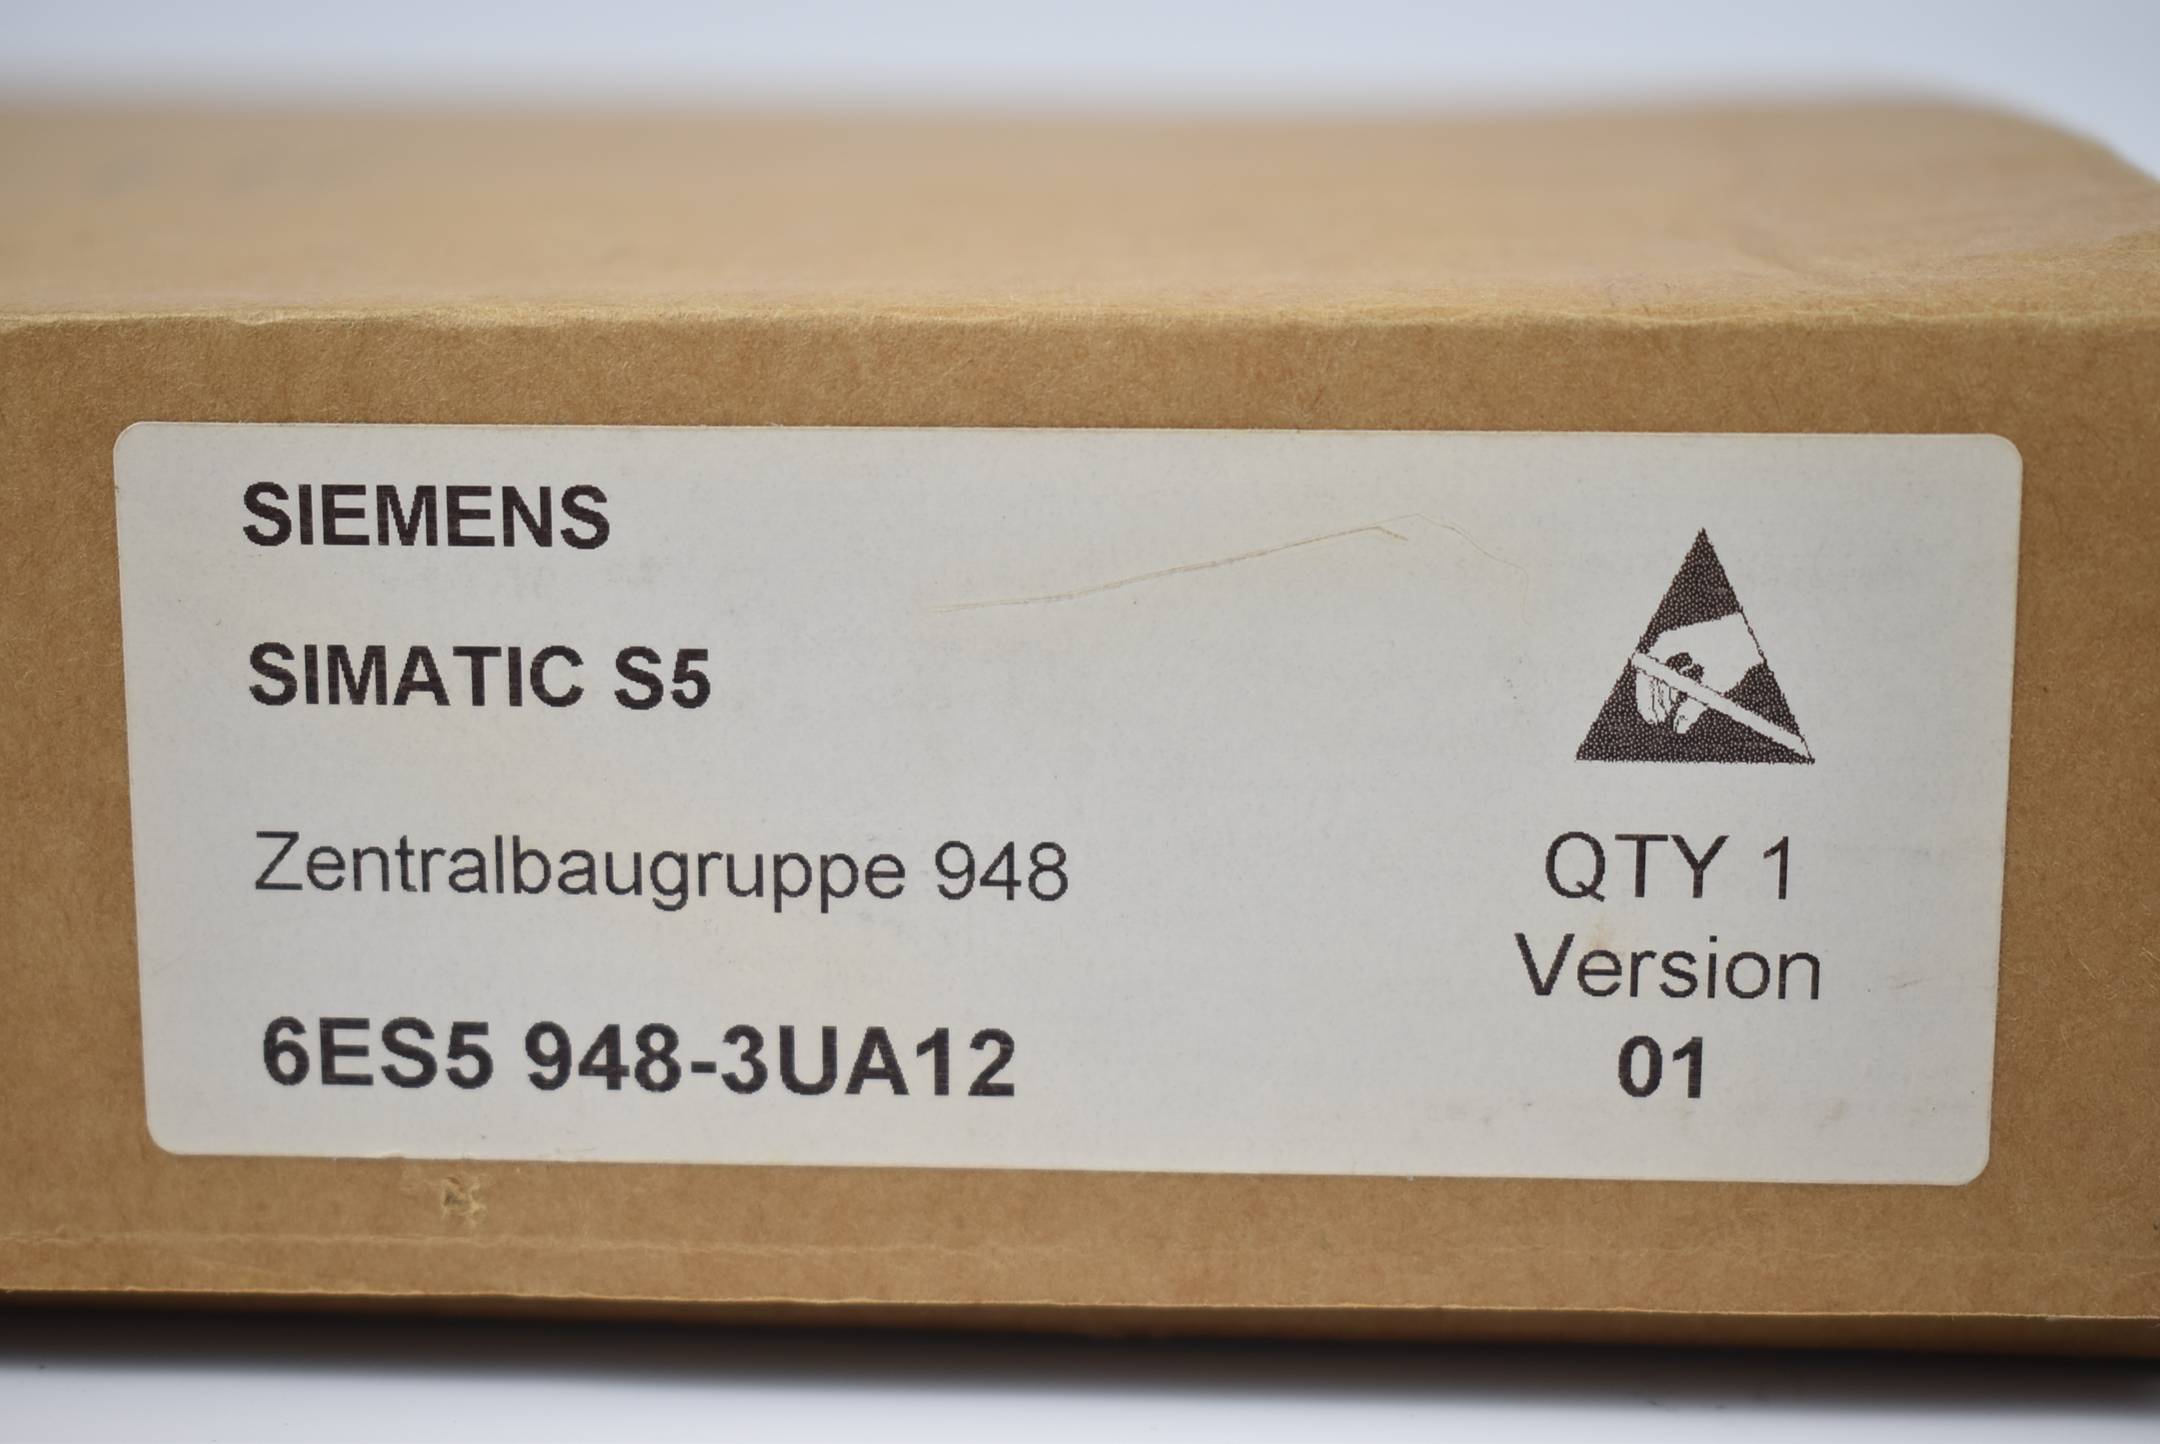 SIEMENS
SIMATIC S5
Zentralbaugruppe 948
6ES5 948-3UA12
QTY 1
Version
01